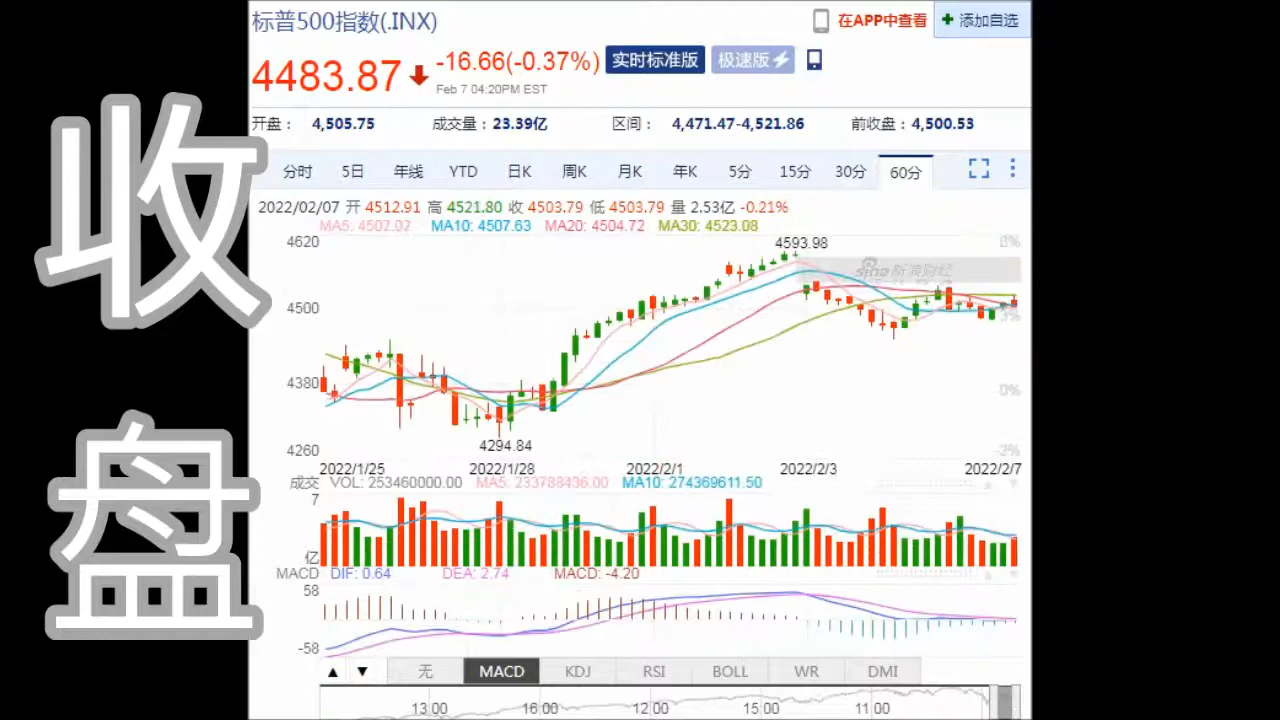 收盘
标普500指数(.INX)
在APP中查看
+ 添加自选
4483.87 -16.66(-0.37%) 实时标准版 极速版
Feb 7 04:20PM EST
开盘： 4,505.75 成交量：23.39亿 区间： 4,471.47-4,521.86 前收盘：4,500.53
分时 5日 年线 YTD 日K 周K 月K 年K 5分 15分 30分 60分
2022/02/07 开 4512.91 高 4521.80 收 4503.79 低 4503.79 量 2.53亿 -0.21%
MA5: 4502.02 MA10: 4507.63 MA20: 4504.72 MA30: 4523.08
4620 4593.98
sina 新浪财经
4500
4380 0%
4294.84
4260 -2%
2022/1/25 2022/1/28 2022/2/1 2022/2/3 2022/2/7
成交 VOL: 253460000.00 MA5: 233788436.00 MA10: 274369611.50
7
亿
MACD DIF: 0.64 DEA: 2.74 MACD: -4.20
58
-58
▲ ▼ 无 MACD KDJ RSI BOLL WR DMI
13:00 16:00 12:00 15:00 11:00